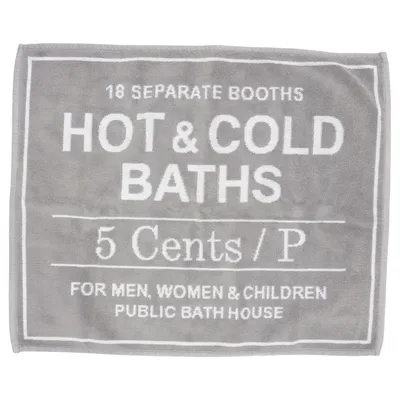 18 SEPARATE BOOTHS
HOT & COLD
BATHS
5 Cents / P
FOR MEN, WOMEN & CHILDREN
PUBLIC BATH HOUSE